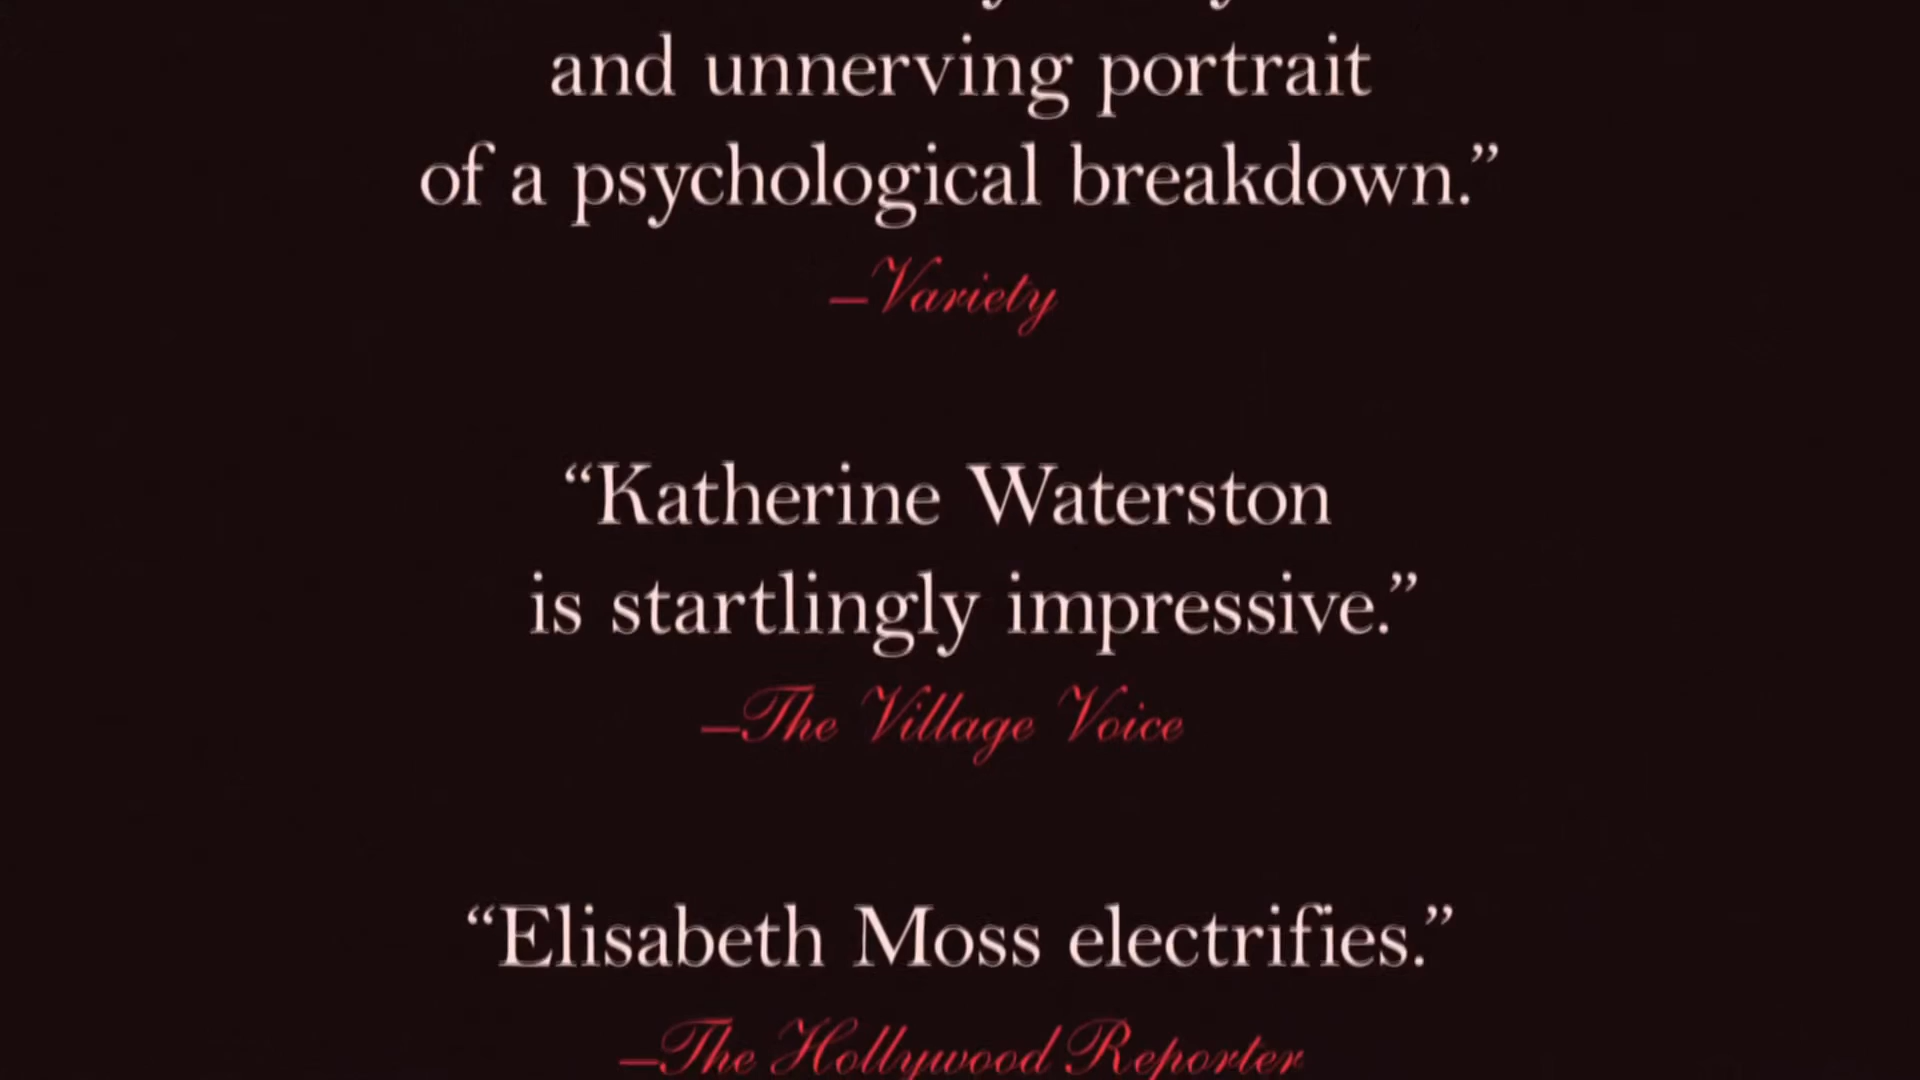 and unnerving portrait
of a psychological breakdown.”
–Variety
“Katherine Waterston
is startlingly impressive.”
–The Village Voice
“Elisabeth Moss electrifies.”
–The Hollywood Reporter